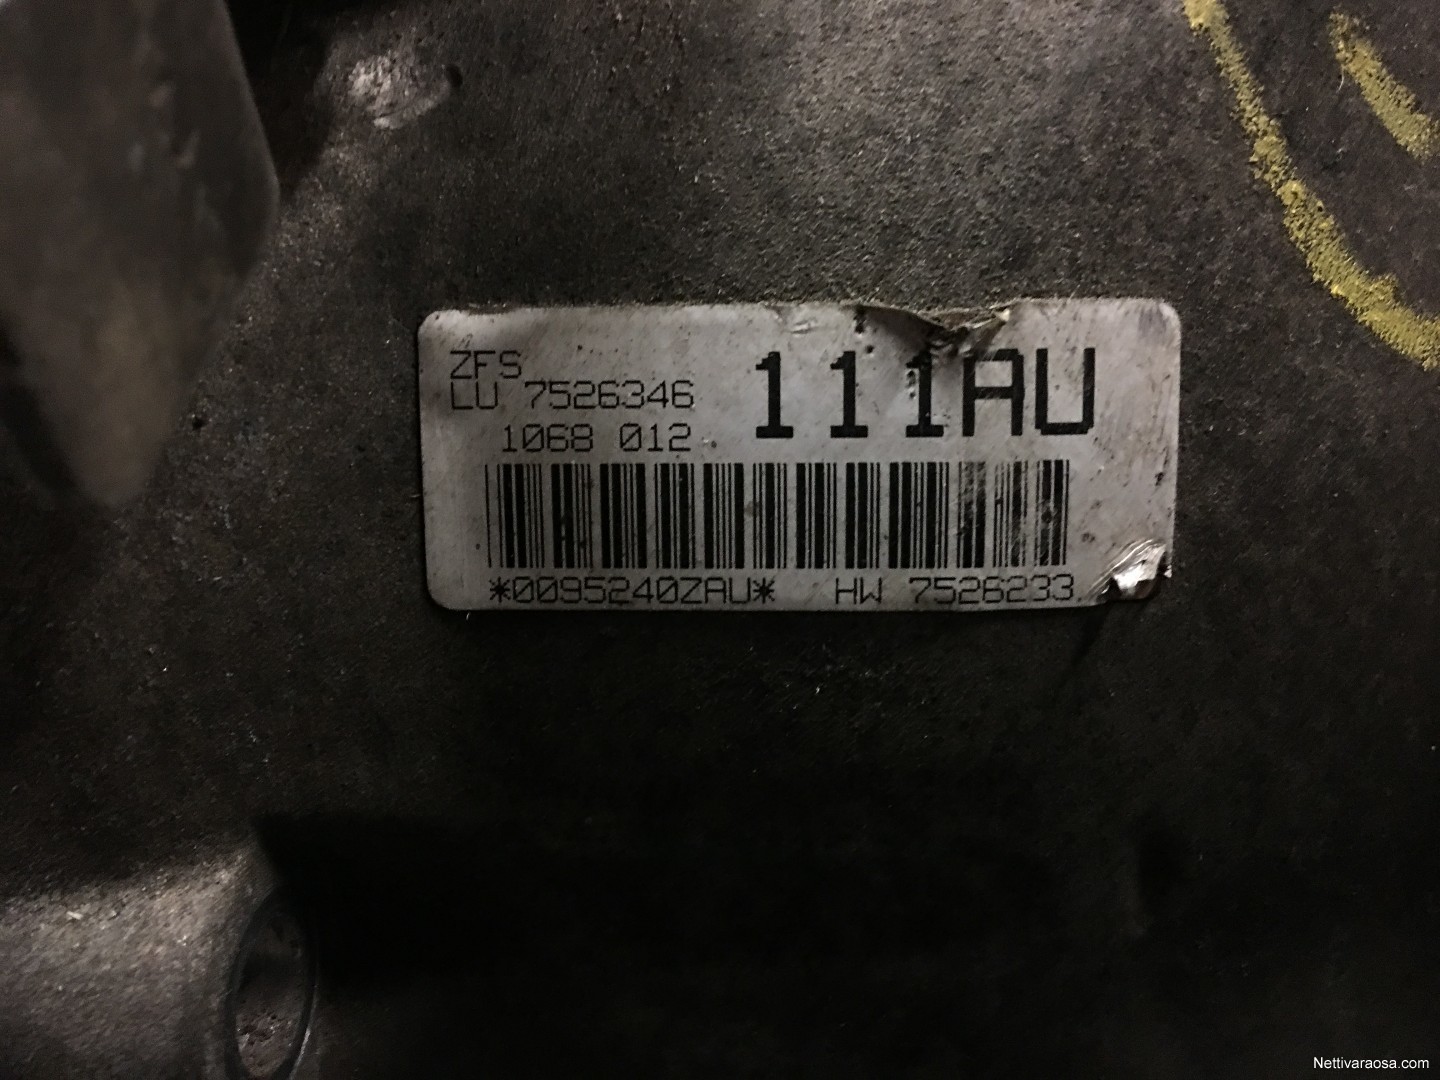 ZFS
LU 7526346
1068 012
111AU
*0095240ZAU* HW 7526233
Nettivaraosa.com